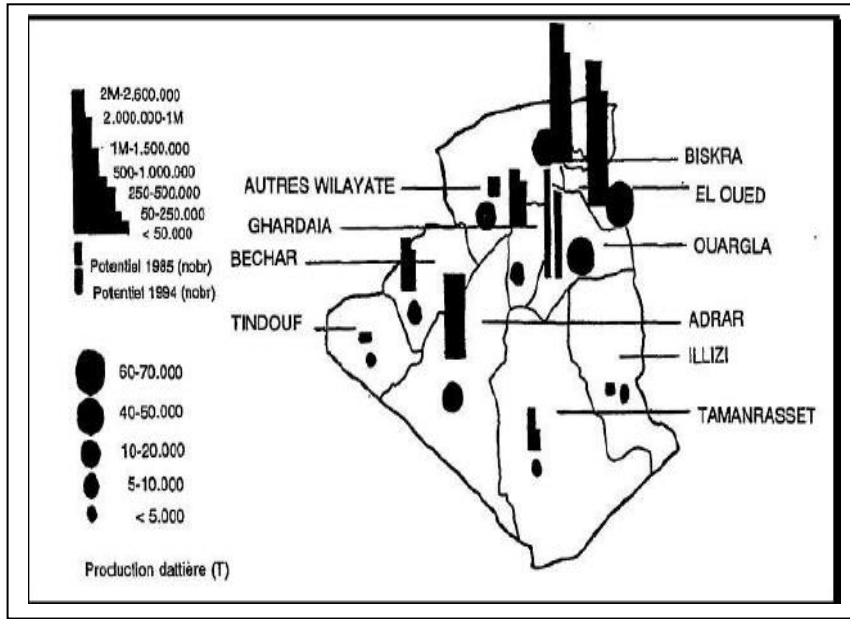 2M-2,600.000
2.000.000-1M
1M-1,500.000
500-1.000.000
250-500.000
50-250.000
< 50.000
Potentiel 1985 (nobr)
Potentiel 1994 (nobr)
60-70.000
40-50.000
10-20.000
5-10.000
< 5.000
Production dattière (T)
AUTRES WILAYATE
GHARDAIA
BECHAR
TINDOUF
BISKRA
EL OUED
OUARGLA
ADRAR
ILLIZI
TAMANRASSET